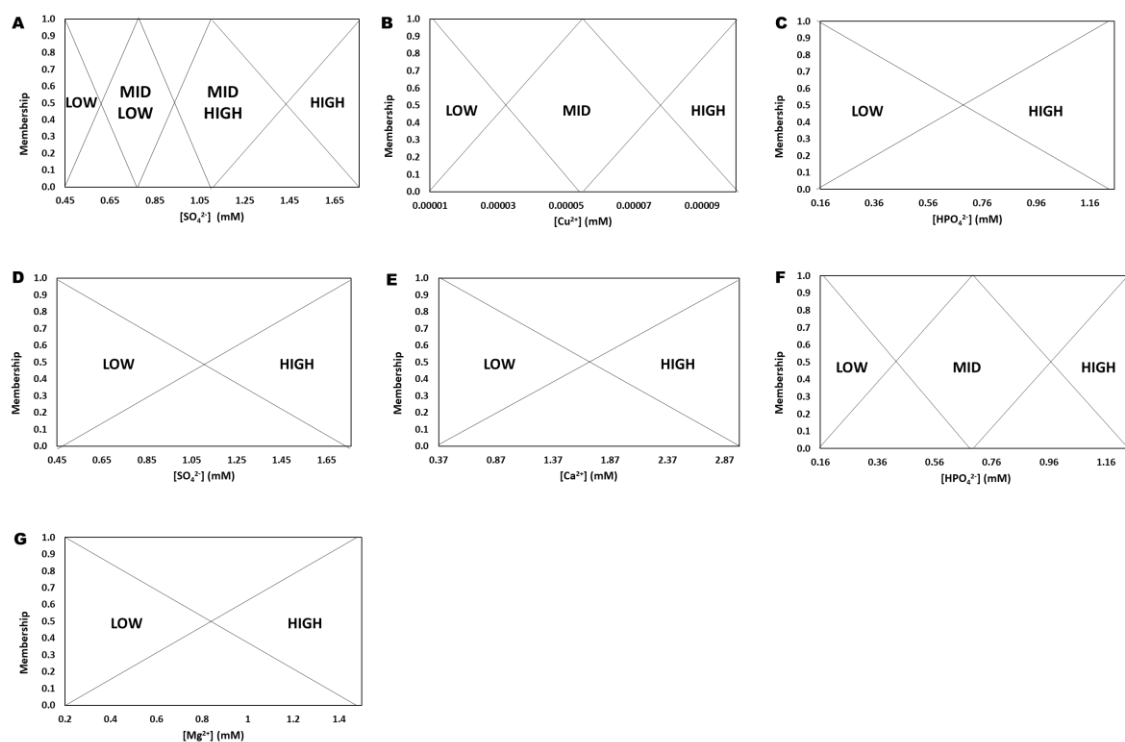 A
Membership
1.0
0.9
0.8
0.7
0.6
0.5
0.4
0.3
0.2
0.1
0.0
LOW
MID
LOW
MID
HIGH
HIGH
0.45 0.65 0.85 1.05 1.25 1.45 1.65
[SO₄²⁻] (mM)
B
Membership
1.0
0.9
0.8
0.7
0.6
0.5
0.4
0.3
0.2
0.1
0.0
LOW MID HIGH
0.00001 0.00003 0.00005 0.00007 0.00009
[Cu²⁺] (mM)
C
Membership
1.0
0.9
0.8
0.7
0.6
0.5
0.4
0.3
0.2
0.1
0.0
LOW HIGH
0.16 0.36 0.56 0.76 0.96 1.16
[HPO₄²⁻] (mM)
D
Membership
1.0
0.9
0.8
0.7
0.6
0.5
0.4
0.3
0.2
0.1
0.0
LOW HIGH
0.45 0.65 0.85 1.05 1.25 1.45 1.65
[SO₄²⁻] (mM)
E
Membership
1.0
0.9
0.8
0.7
0.6
0.5
0.4
0.3
0.2
0.1
0.0
LOW HIGH
0.37 0.87 1.37 1.87 2.37 2.87
[Ca²⁺] (mM)
F
Membership
1.0
0.9
0.8
0.7
0.6
0.5
0.4
0.3
0.2
0.1
0.0
LOW MID HIGH
0.16 0.36 0.56 0.76 0.96 1.16
[HPO₄²⁻] (mM)
G
Membership
1.0
0.9
0.8
0.7
0.6
0.5
0.4
0.3
0.2
0.1
0.0
LOW HIGH
0.2 0.4 0.6 0.8 1 1.2 1.4
[Mg²⁺] (mM)